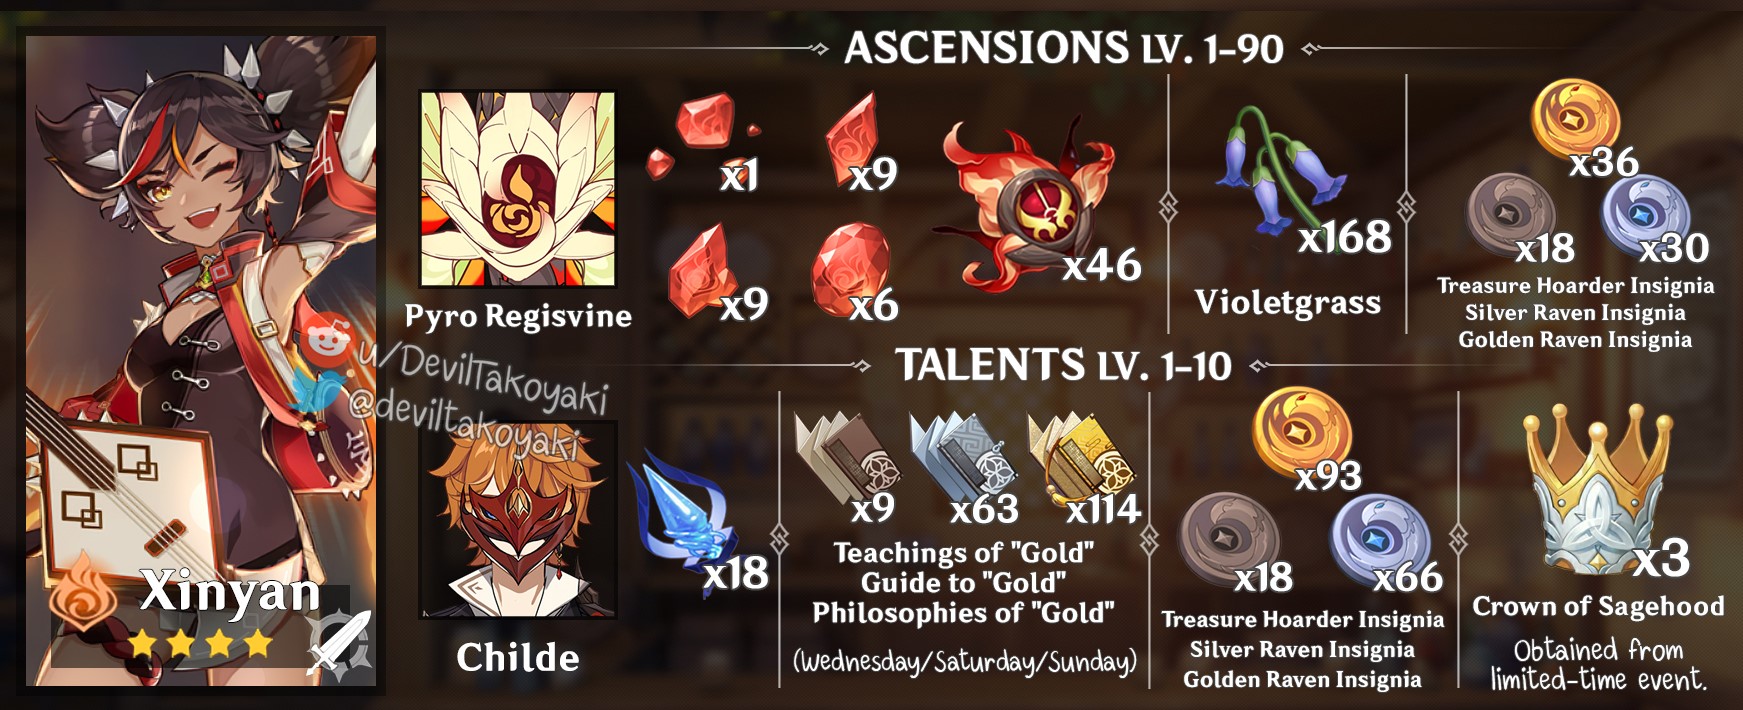 ASCENSIONS LV. 1-90
x1
x9
x9
x6
x46
Pyro Regisvine
x168
Violetgrass
x36
x18
x30
Treasure Hoarder Insignia
Silver Raven Insignia
Golden Raven Insignia
u/DevilTakoyaki
@deviltakoyaki
TALENTS LV. 1-10
x18
Childe
x9
x63
x114
Teachings of "Gold"
Guide to "Gold"
Philosophies of "Gold"
(Wednesday/Saturday/Sunday)
x93
x18
x66
Treasure Hoarder Insignia
Silver Raven Insignia
Golden Raven Insignia
x3
Crown of Sagehood
Obtained from
limited-time event.
Xinyan